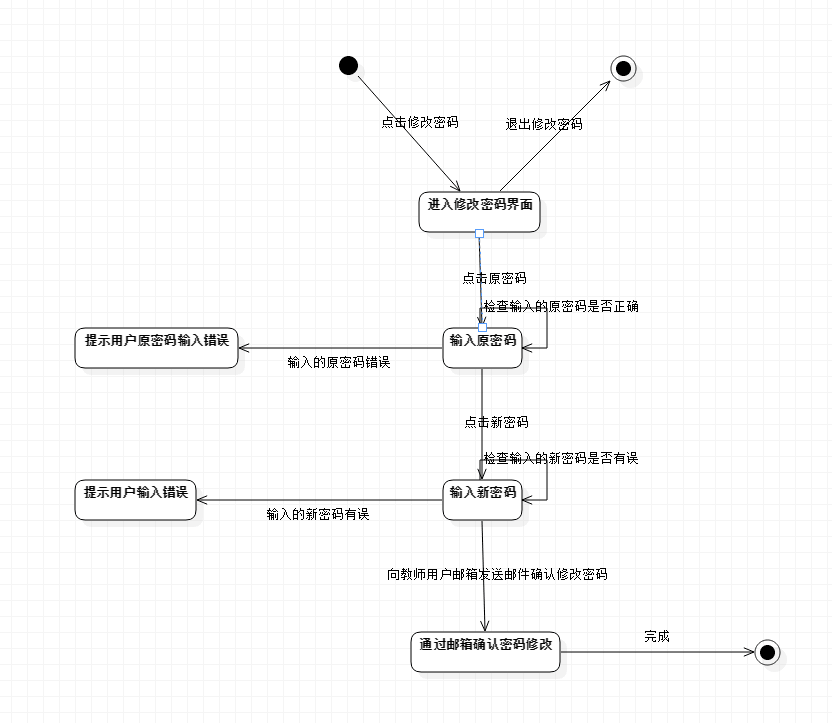 点击修改密码
退出修改密码
进入修改密码界面
点击原密码
检查输入的原密码是否正确
提示用户原密码输入错误
输入原密码
输入的原密码错误
点击新密码
检查输入的新密码是否有误
提示用户输入错误
输入新密码
输入的新密码有误
向教师用户邮箱发送邮件确认修改密码
通过邮箱确认密码修改
完成